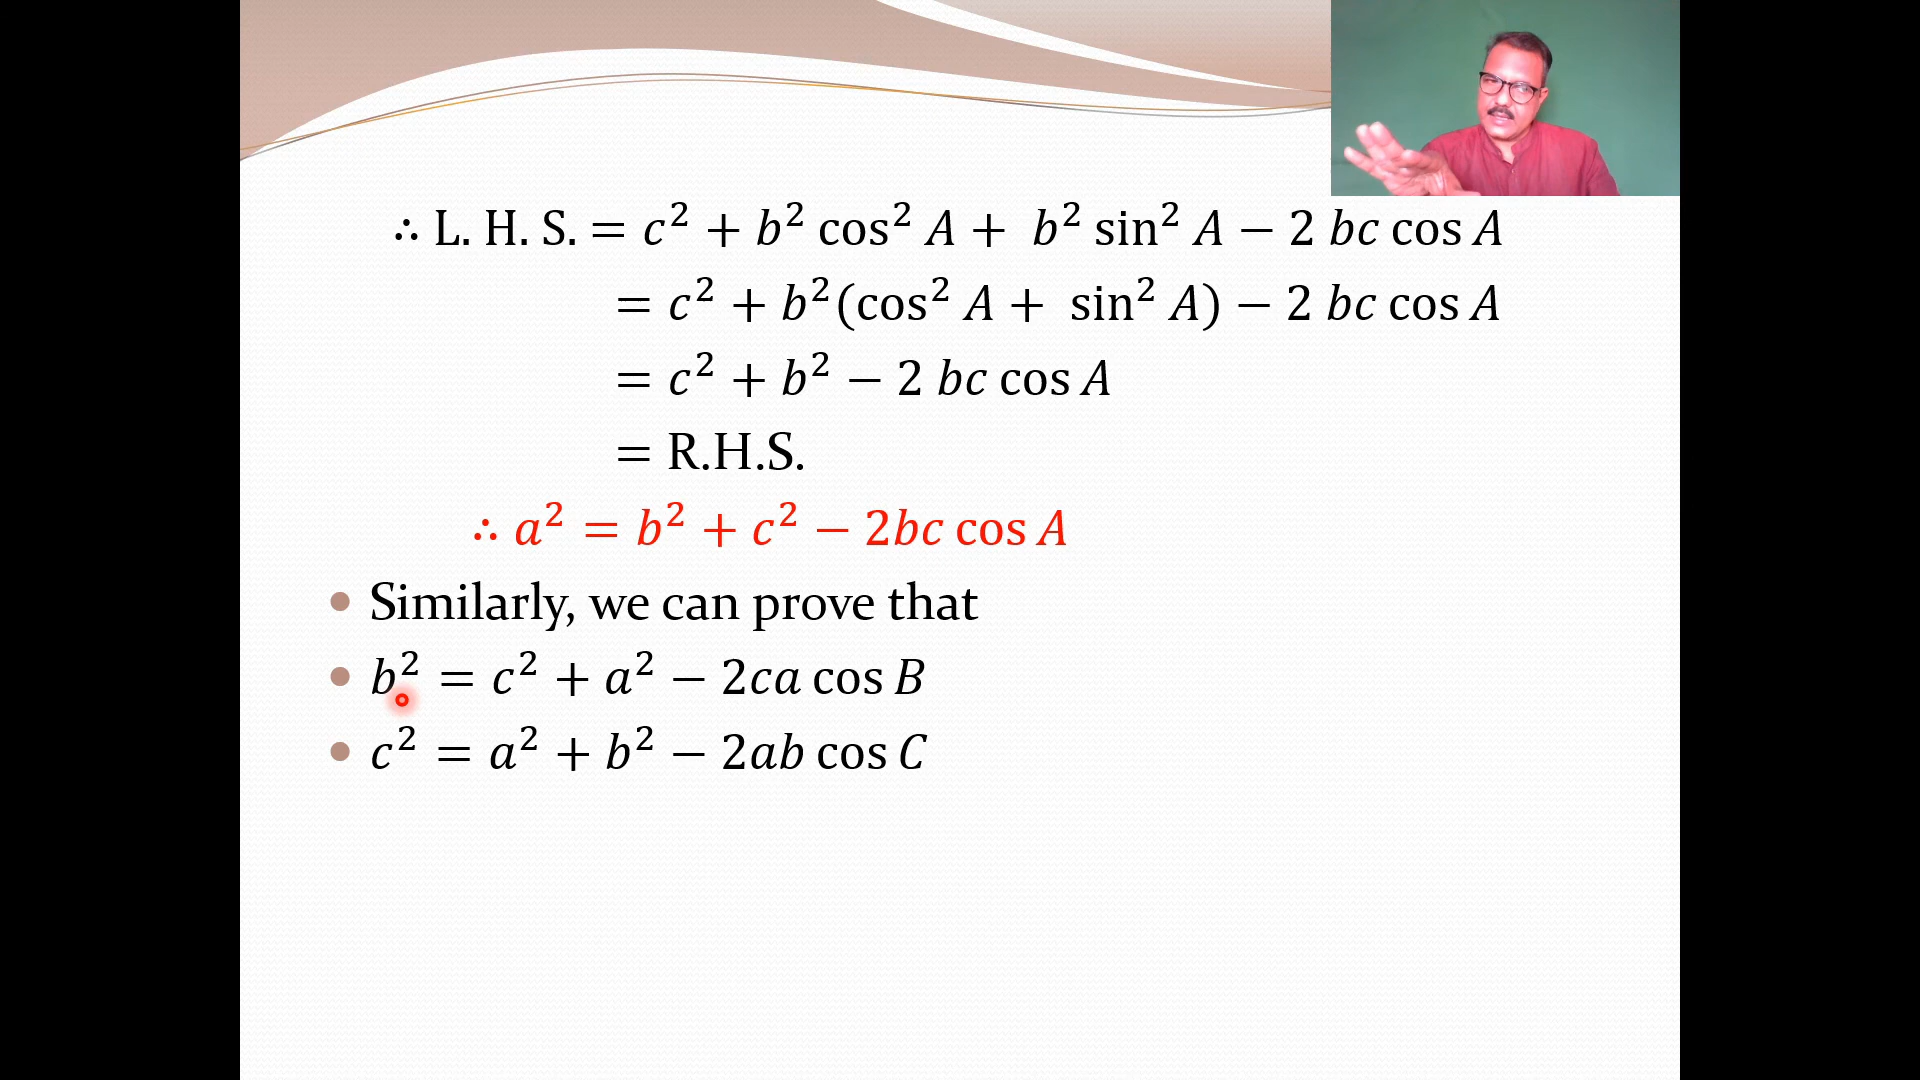 ∴ L. H. S. = c² + b² cos² A + b² sin² A − 2 bc cos A
= c² + b²(cos² A + sin² A) − 2 bc cos A
= c² + b² − 2 bc cos A
= R.H.S.
∴ a² = b² + c² − 2bc cos A
• Similarly, we can prove that
• b² = c² + a² − 2ca cos B
• c² = a² + b² − 2ab cos C